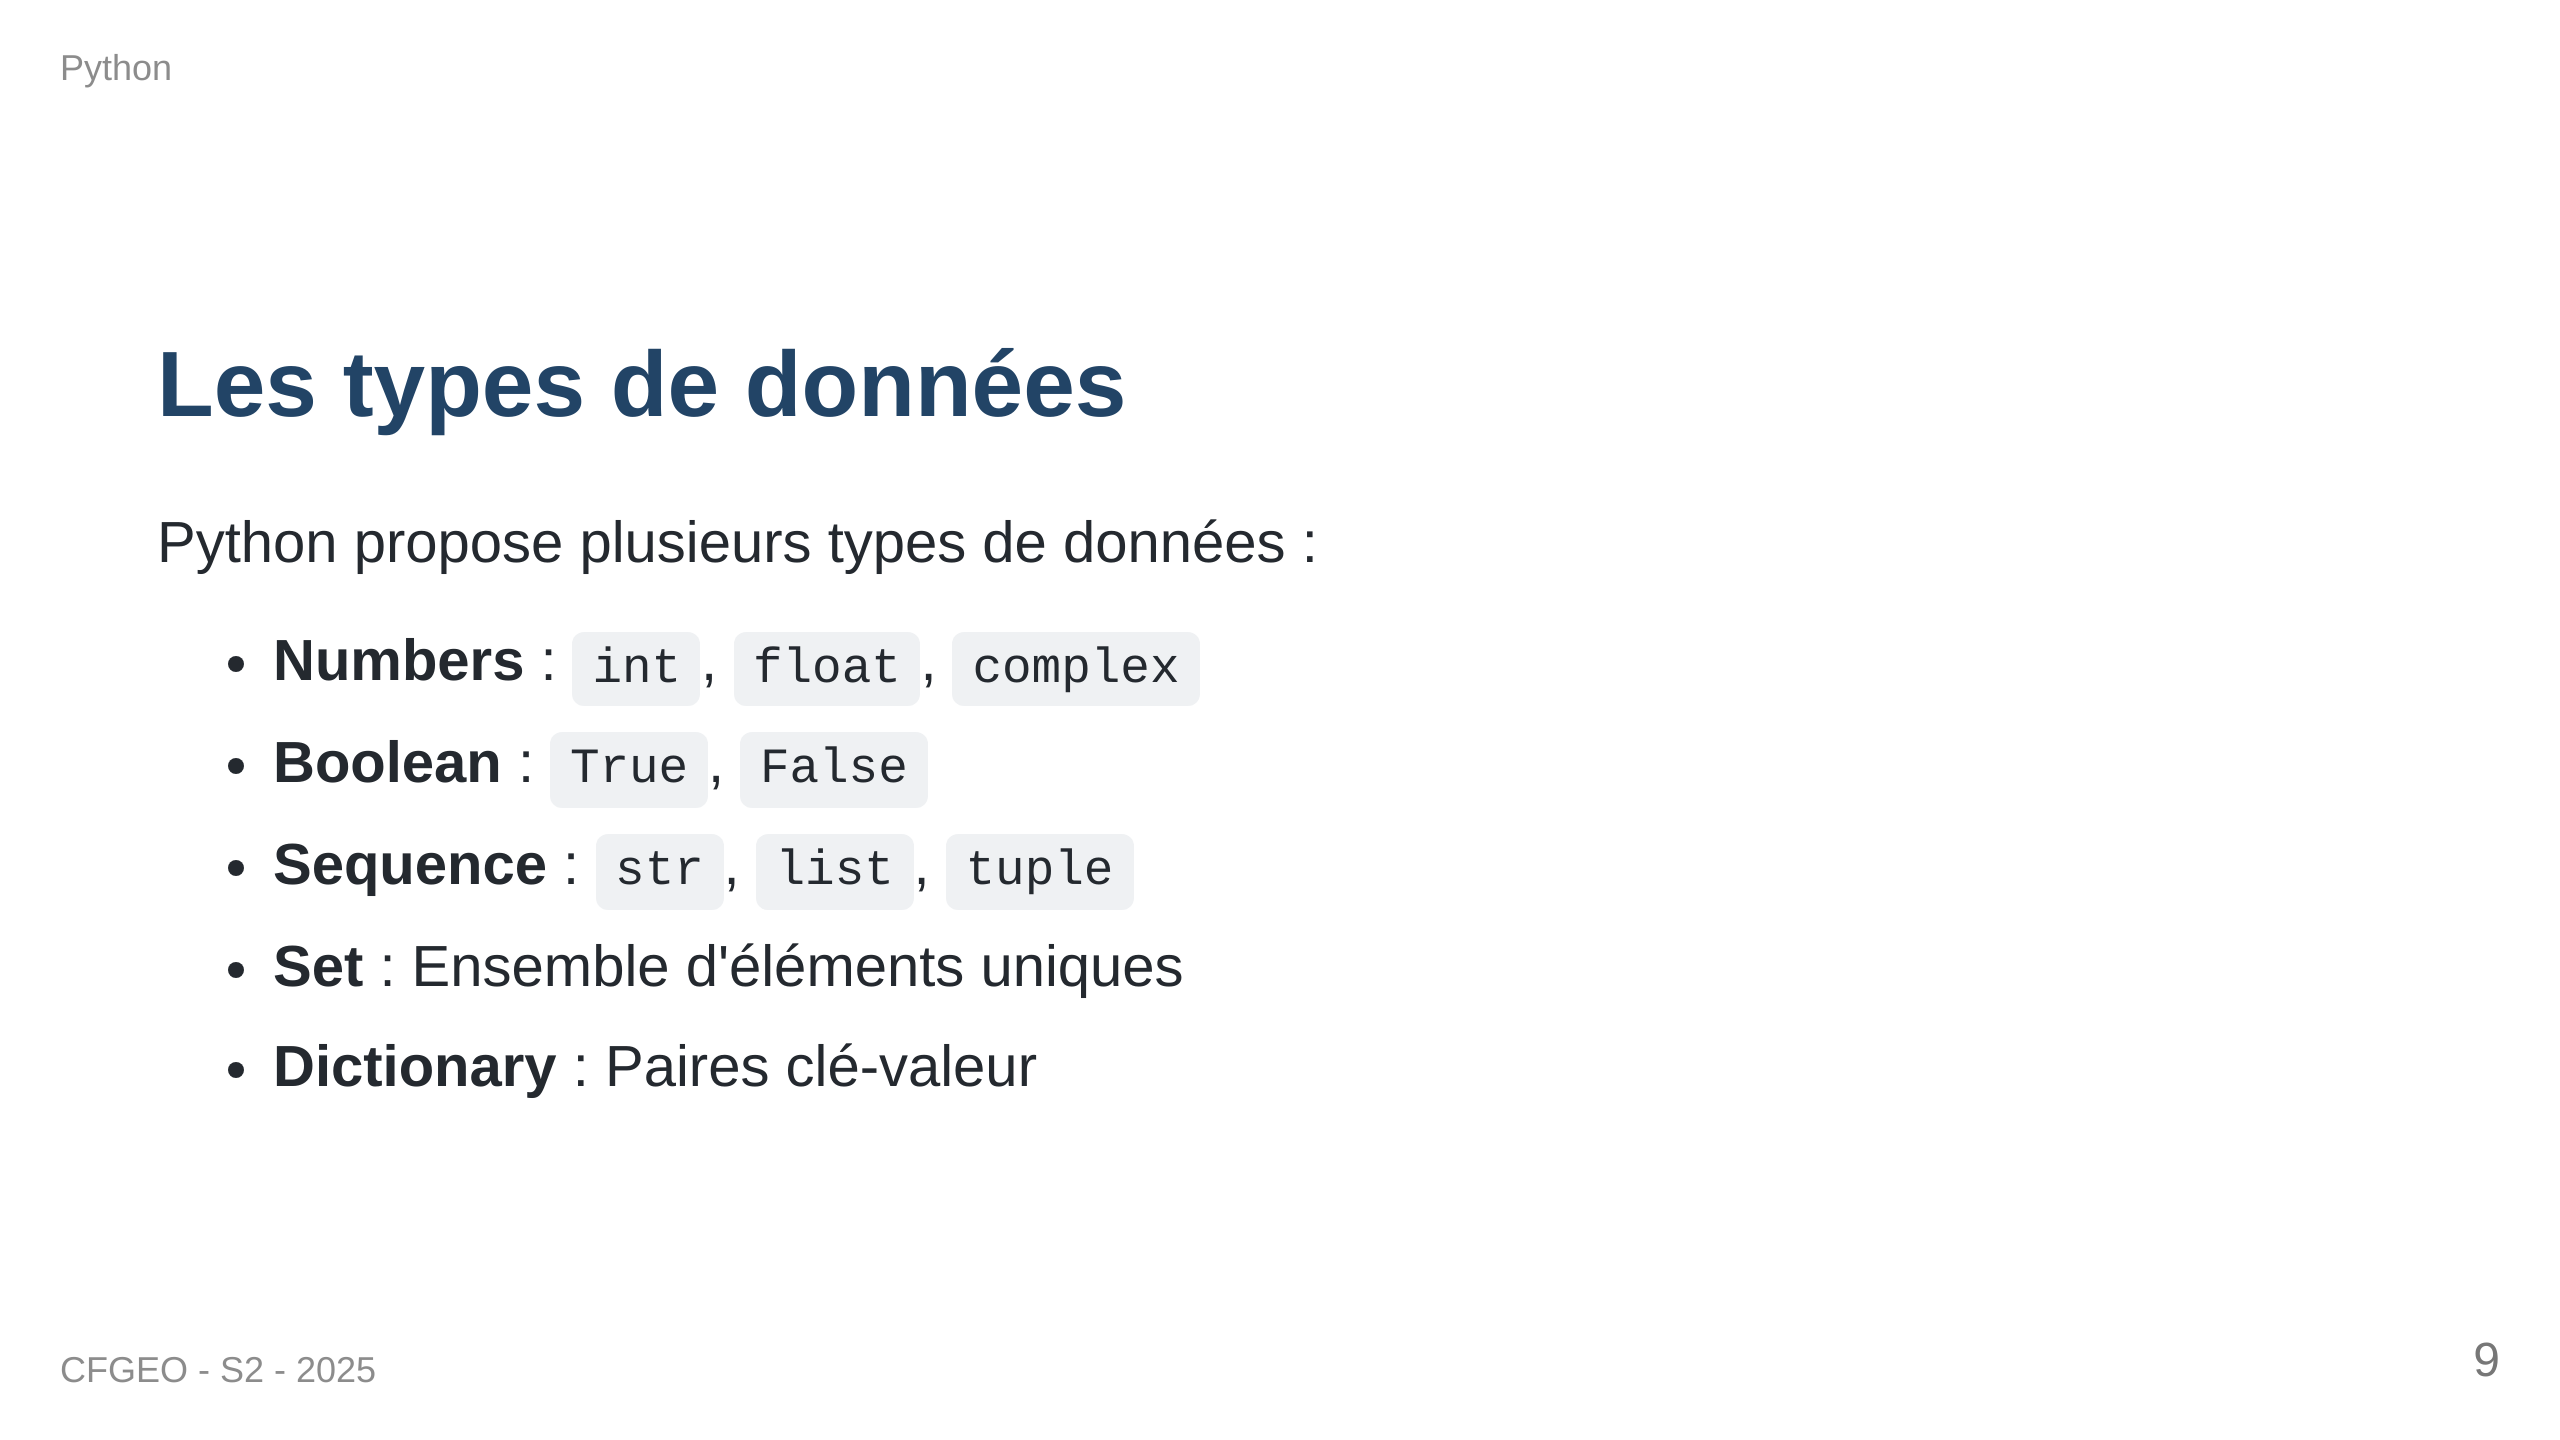 Python
Les types de données
Python propose plusieurs types de données :
• Numbers : int, float, complex
• Boolean : True, False
• Sequence : str, list, tuple
• Set : Ensemble d'éléments uniques
• Dictionary : Paires clé-valeur
CFGEO - S2 - 2025
9